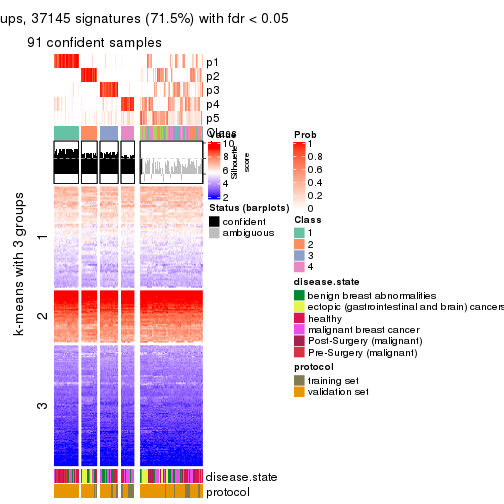 ups, 37145 signatures (71.5%) with fdr < 0.05
91 confident samples
p1
p2
p3
p4
p5
Class
Silhouette
score
k-means with 3 groups
1
2
3
disease.state
protocol
Value
10
8
6
4
2
Status (barplots)
confident
ambiguous
Prob
1
0.8
0.6
0.4
0.2
0
Class
1
2
3
4
disease.state
benign breast abnormalities
ectopic (gastrointestinal and brain) cancers
healthy
malignant breast cancer
Post-Surgery (malignant)
Pre-Surgery (malignant)
protocol
training set
validation set